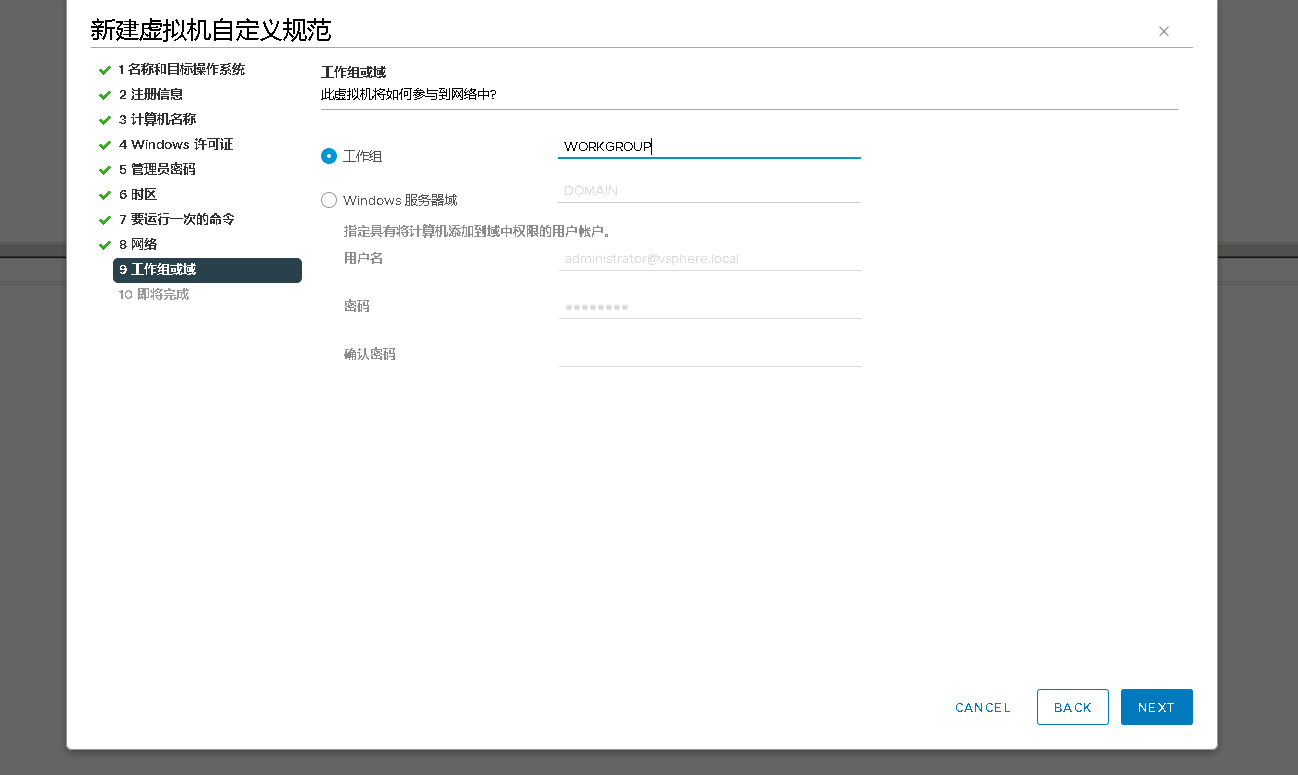 新建虚拟机自定义规范
1 名称和目标操作系统
2 注册信息
3 计算机名称
4 Windows 许可证
5 管理员密码
6 时区
7 要运行一次的命令
8 网络
9 工作组或域
10 即将完成
工作组或域
此虚拟机将如何参与到网络中?
工作组 WORKGROUP
Windows 服务器域 DOMAIN
指定具有将计算机添加到域中权限的用户帐户。
用户名 administrator@vsphere.local
密码
确认密码
CANCEL BACK NEXT